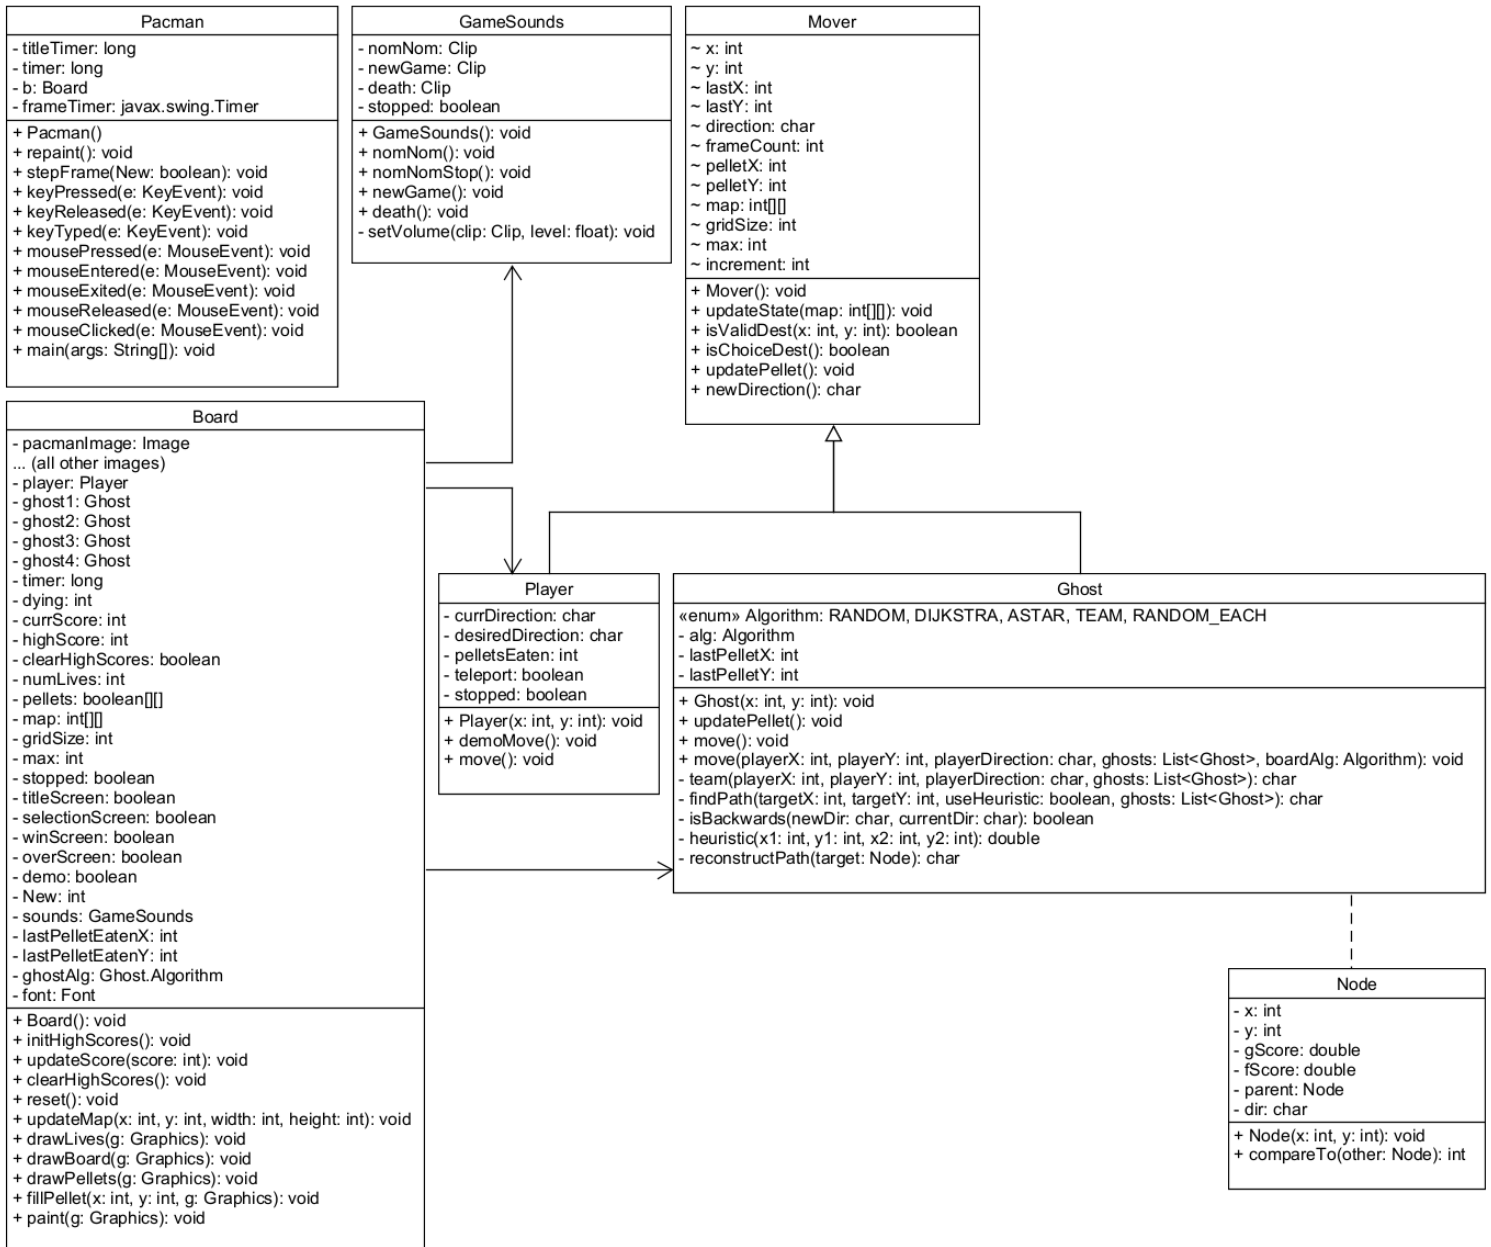 Pacman
- titleTimer: long
- timer: long
- b: Board
- frameTimer: javax.swing.Timer
+ Pacman()
+ repaint(): void
+ stepFrame(New: boolean): void
+ keyPressed(e: KeyEvent): void
+ keyReleased(e: KeyEvent): void
+ keyTyped(e: KeyEvent): void
+ mousePressed(e: MouseEvent): void
+ mouseEntered(e: MouseEvent): void
+ mouseExited(e: MouseEvent): void
+ mouseReleased(e: MouseEvent): void
+ mouseClicked(e: MouseEvent): void
+ main(args: String[]): void
GameSounds
- nomNom: Clip
- newGame: Clip
- death: Clip
- stopped: boolean
+ GameSounds(): void
+ nomNom(): void
+ nomNomStop(): void
+ newGame(): void
+ death(): void
- setVolume(clip: Clip, level: float): void
Mover
~ x: int
~ y: int
~ lastX: int
~ lastY: int
~ direction: char
~ frameCount: int
~ pelletX: int
~ pelletY: int
~ map: int[][]
~ gridSize: int
~ max: int
~ increment: int
+ Mover(): void
+ updateState(map: int[][]): void
+ isValidDest(x: int, y: int): boolean
+ isChoiceDest(): boolean
+ updatePellet(): void
+ newDirection(): char
Board
- pacmanImage: Image
... (all other images)
- player: Player
- ghost1: Ghost
- ghost2: Ghost
- ghost3: Ghost
- ghost4: Ghost
- timer: long
- dying: int
- currScore: int
- highScore: int
- clearHighScores: boolean
- numLives: int
- pellets: boolean[][]
- map: int[][]
- gridSize: int
- max: int
- stopped: boolean
- titleScreen: boolean
- selectionScreen: boolean
- winScreen: boolean
- overScreen: boolean
- demo: boolean
- New: int
- sounds: GameSounds
- lastPelletEatenX: int
- lastPelletEatenY: int
- ghostAlg: Ghost.Algorithm
- font: Font
+ Board(): void
+ initHighScores(): void
+ updateScore(score: int): void
+ clearHighScores(): void
+ reset(): void
+ updateMap(x: int, y: int, width: int, height: int): void
+ drawLives(g: Graphics): void
+ drawBoard(g: Graphics): void
+ drawPellets(g: Graphics): void
+ fillPellet(x: int, y: int, g: Graphics): void
+ paint(g: Graphics): void
Player
- currDirection: char
- desiredDirection: char
- pelletsEaten: int
- teleport: boolean
- stopped: boolean
+ Player(x: int, y: int): void
+ demoMove(): void
+ move(): void
Ghost
«enum» Algorithm: RANDOM, DIJKSTRA, ASTAR, TEAM, RANDOM_EACH
- alg: Algorithm
- lastPelletX: int
- lastPelletY: int
+ Ghost(x: int, y: int): void
+ updatePellet(): void
+ move(): void
+ move(playerX: int, playerY: int, playerDirection: char, ghosts: List<Ghost>, boardAlg: Algorithm): void
- team(playerX: int, playerY: int, playerDirection: char, ghosts: List<Ghost>): char
- findPath(targetX: int, targetY: int, useHeuristic: boolean, ghosts: List<Ghost>): char
- isBackwards(newDir: char, currentDir: char): boolean
- heuristic(x1: int, y1: int, x2: int, y2: int): double
- reconstructPath(target: Node): char
Node
- x: int
- y: int
- gScore: double
- fScore: double
- parent: Node
- dir: char
+ Node(x: int, y: int): void
+ compareTo(other: Node): int